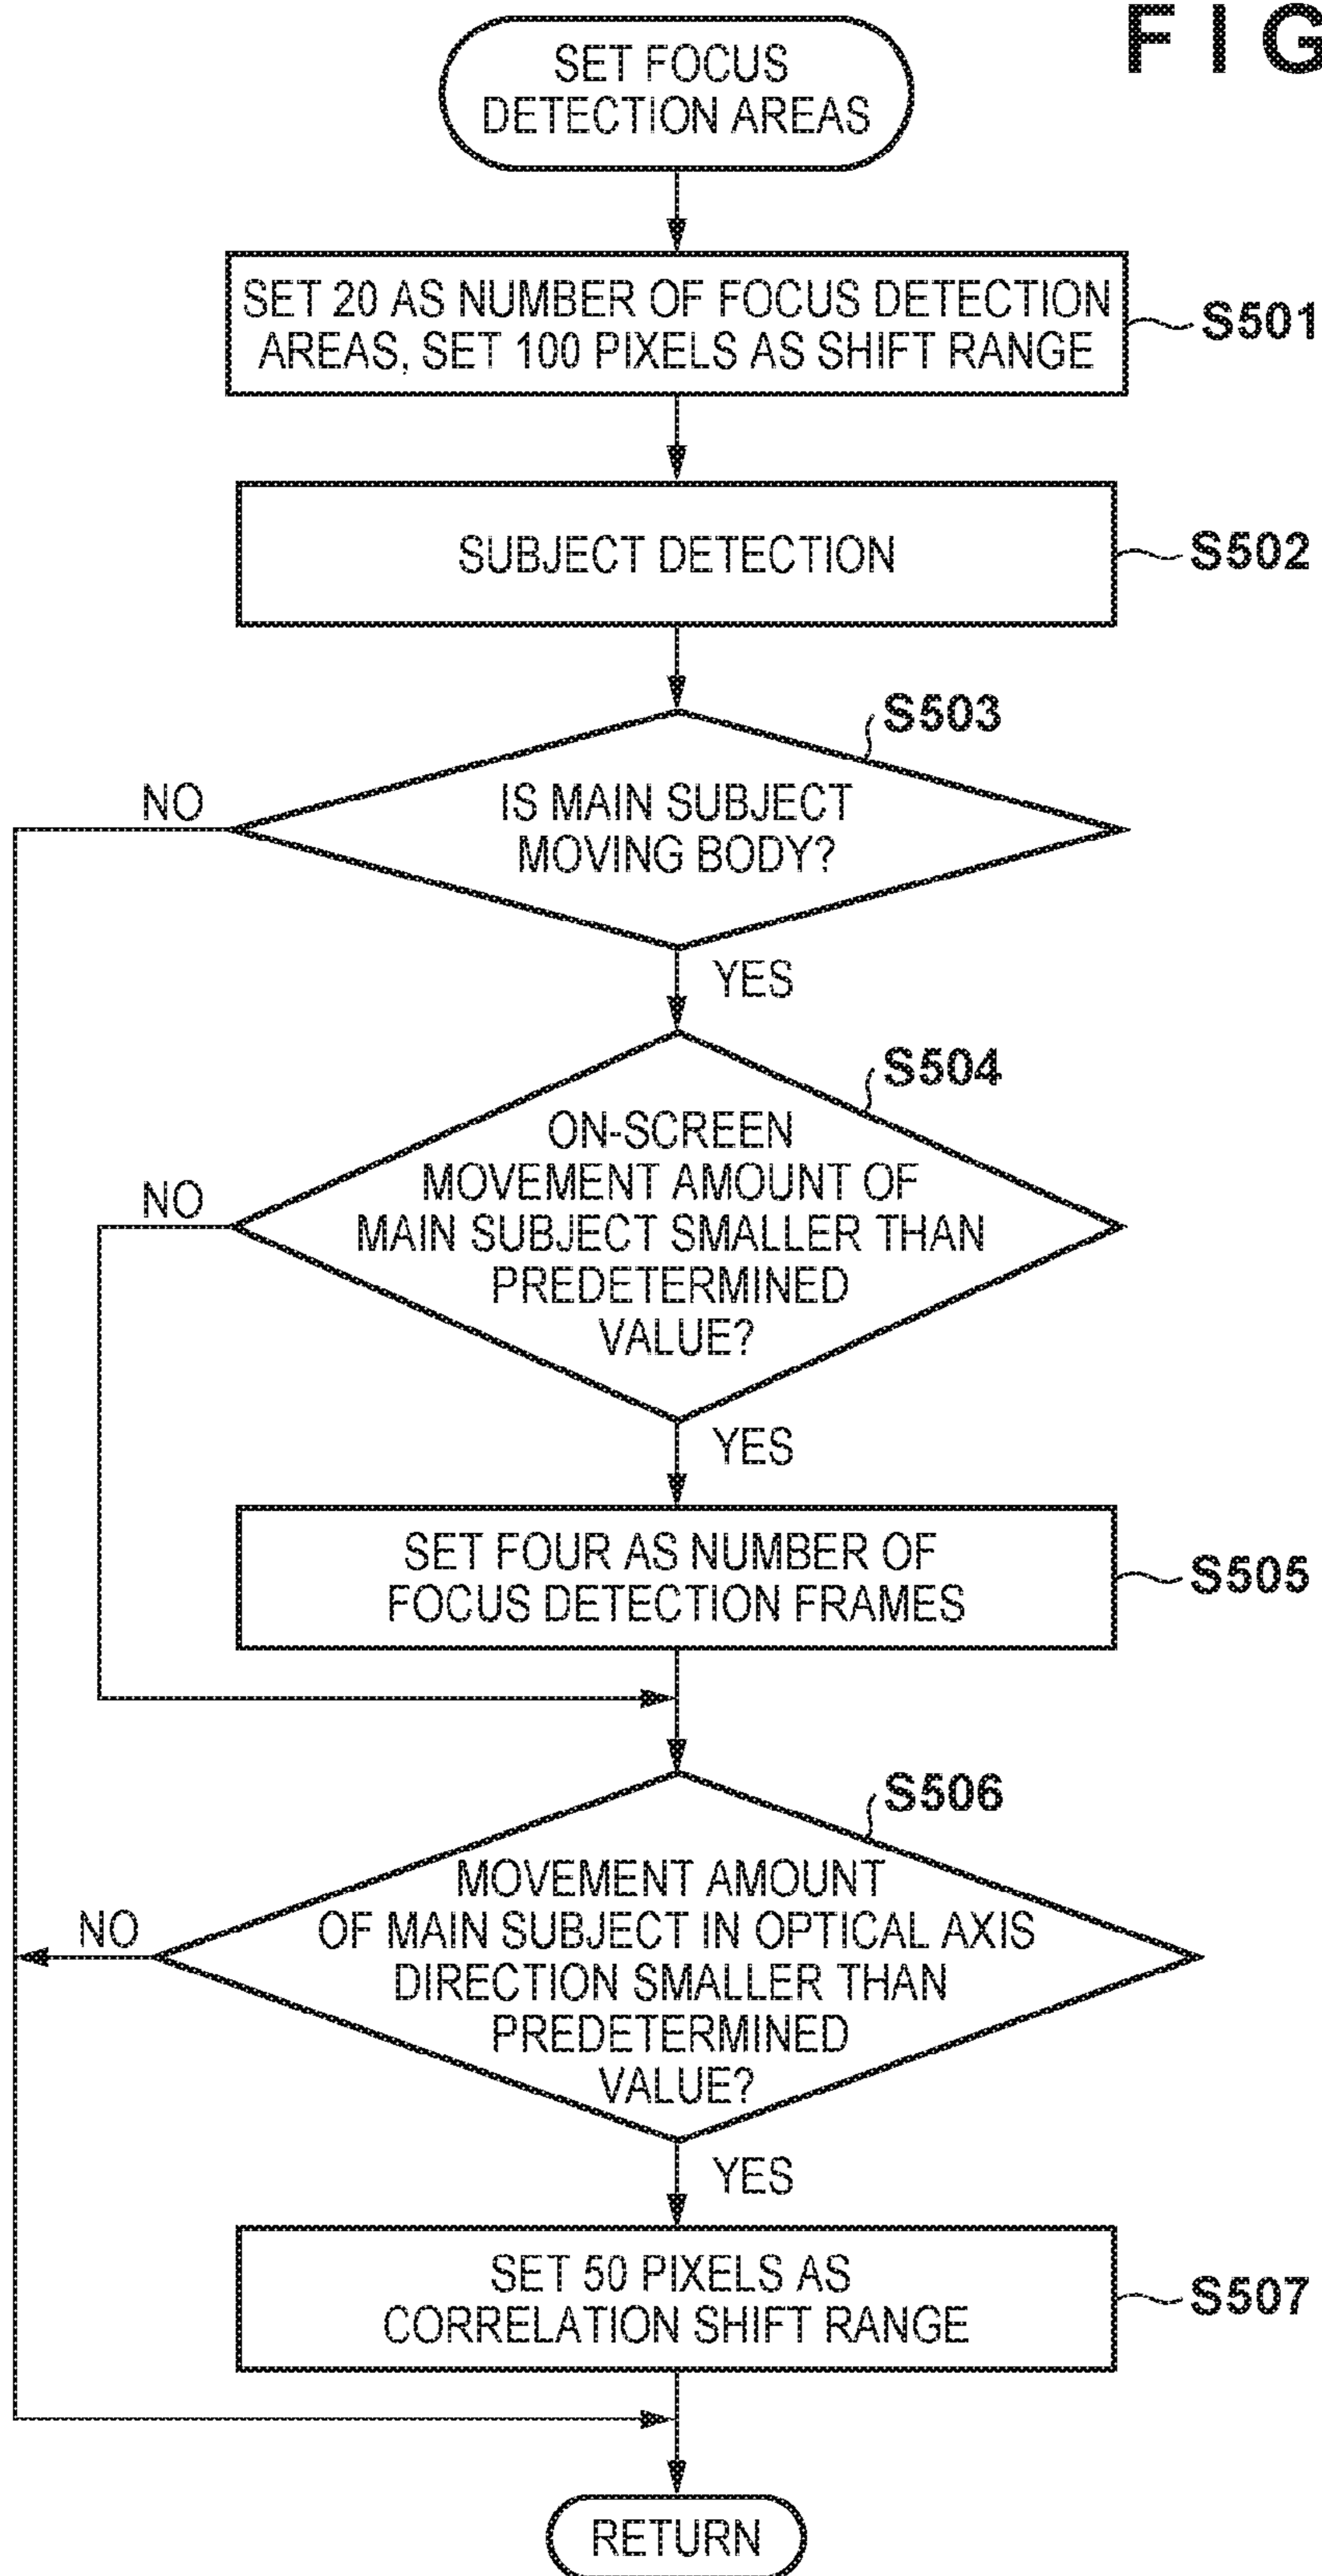 FIG
SET FOCUS
DETECTION AREAS
SET 20 AS NUMBER OF FOCUS DETECTION
AREAS, SET 100 PIXELS AS SHIFT RANGE
S501
SUBJECT DETECTION
S502
S503
NO
IS MAIN SUBJECT
MOVING BODY?
YES
S504
NO
ON-SCREEN
MOVEMENT AMOUNT OF
MAIN SUBJECT SMALLER THAN
PREDETERMINED
VALUE?
YES
SET FOUR AS NUMBER OF
FOCUS DETECTION FRAMES
S505
S506
NO
MOVEMENT AMOUNT
OF MAIN SUBJECT IN OPTICAL AXIS
DIRECTION SMALLER THAN
PREDETERMINED
VALUE?
YES
SET 50 PIXELS AS
CORRELATION SHIFT RANGE
S507
RETURN